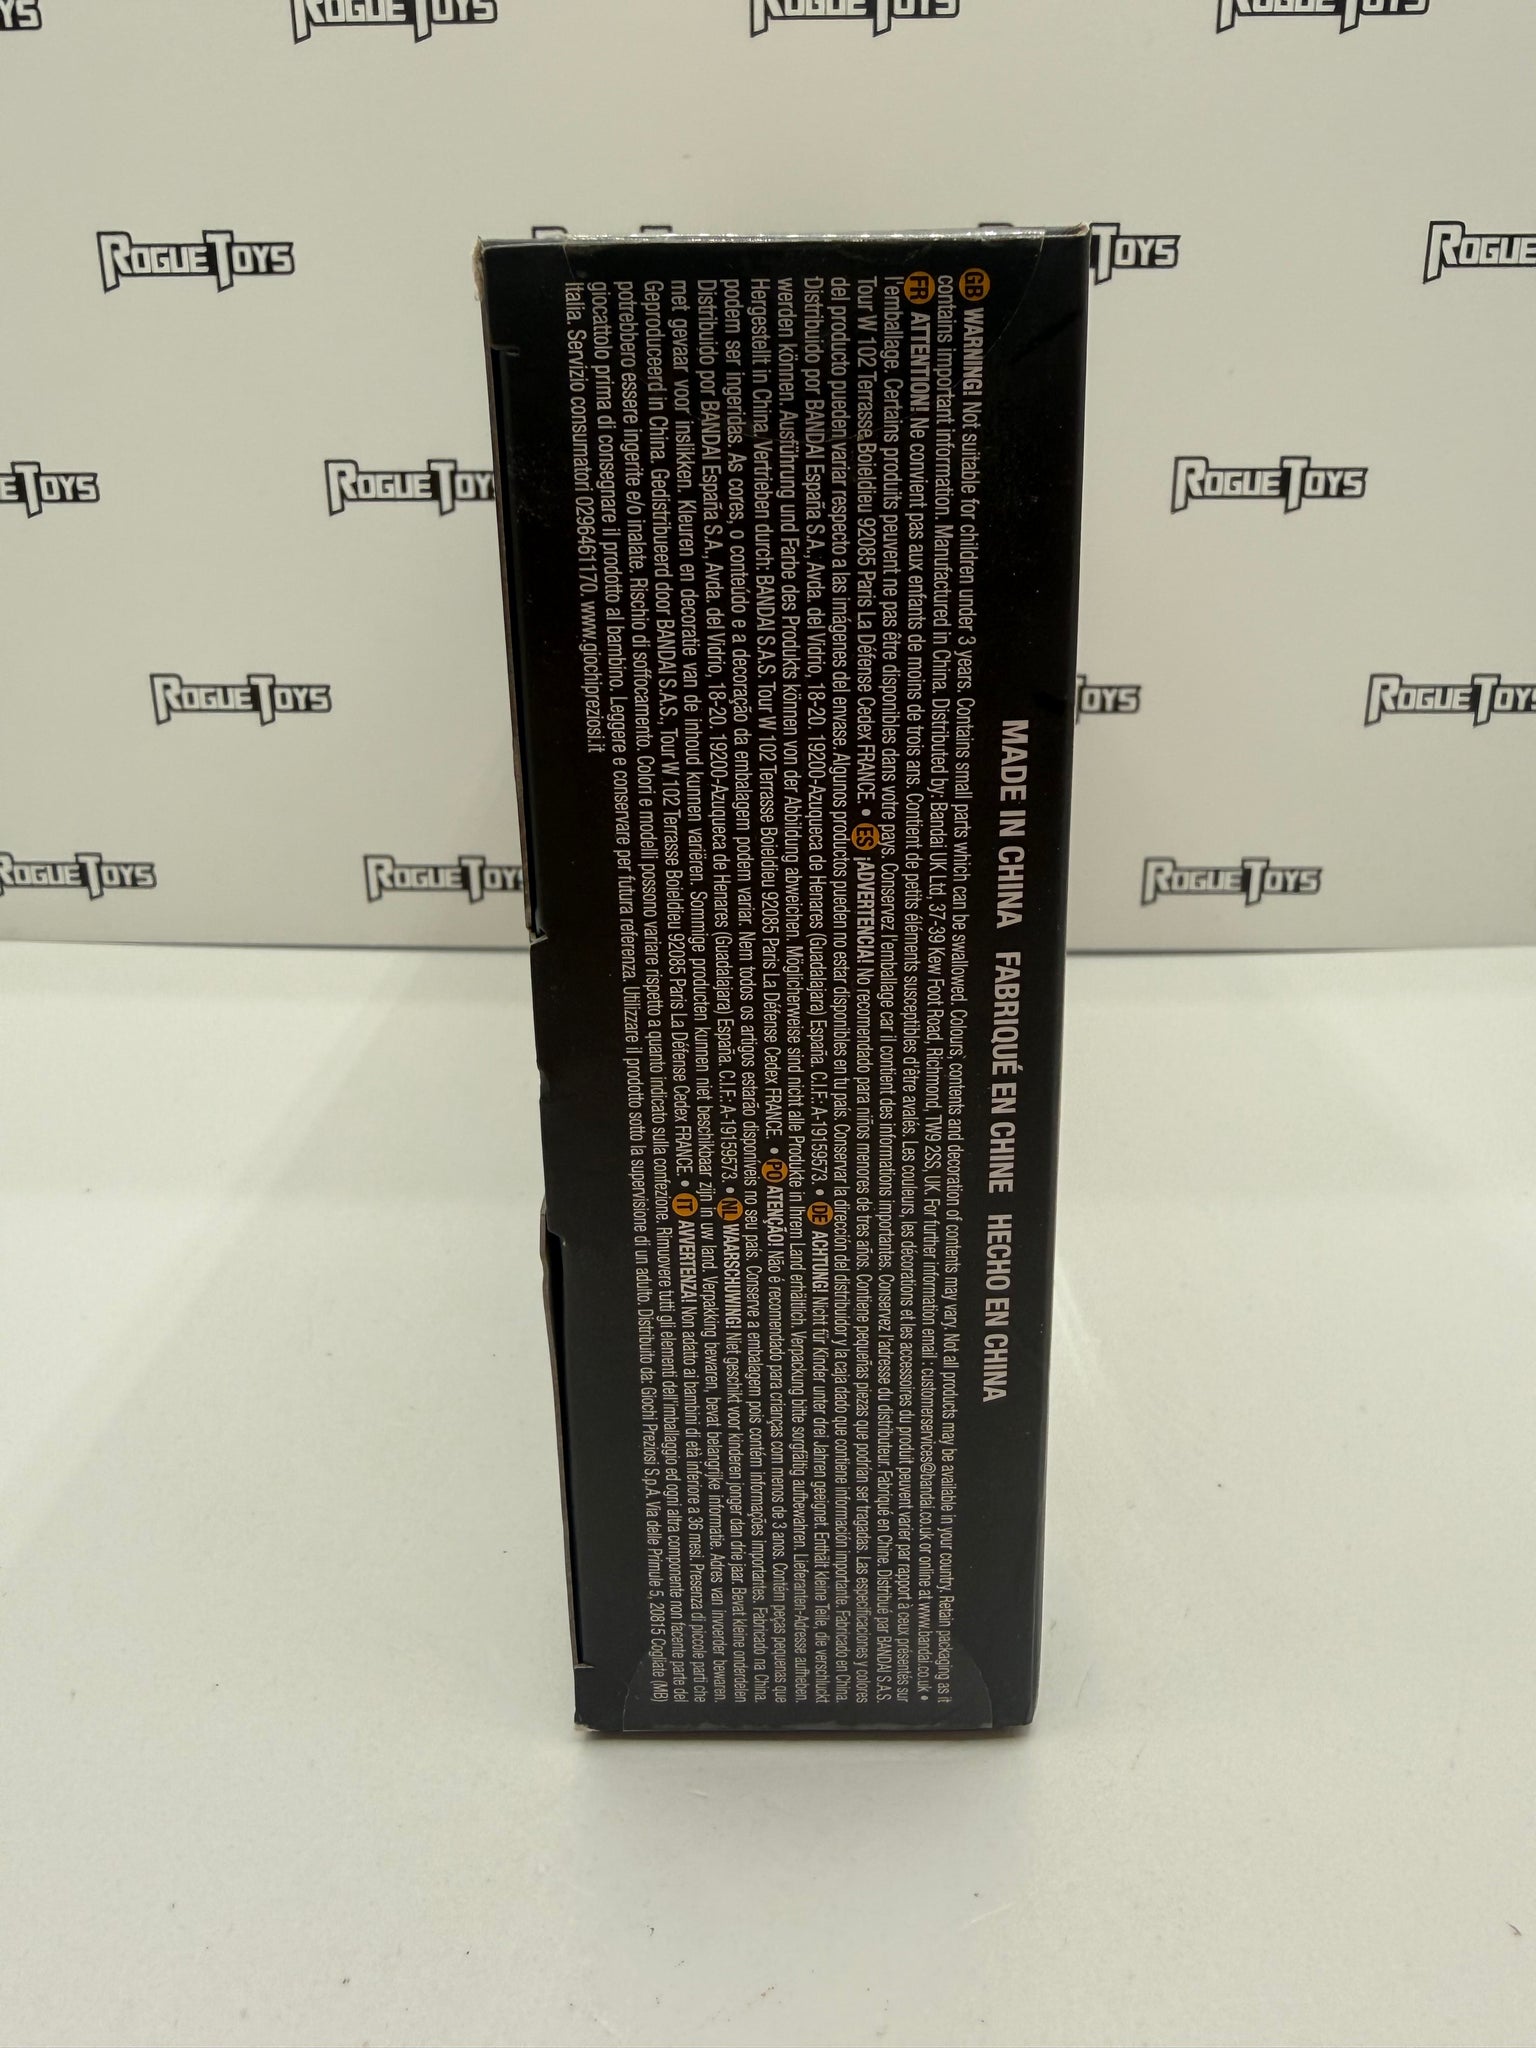 MADE IN CHINA FABRIQUÉ EN CHINE HECHO EN CHINA
GB WARNING! Not suitable for children under 3 years. Contains small parts which can be swallowed. Colours, contents and decoration of contents may vary. Not all products may be available in your country. Retain packaging as it
contains important information. Manufactured in China. Distributed by: Bandai UK Ltd, 37-39 Kew Foot Road, Richmond, TW9 2SS, UK. For further information email : customerservices@bandai.co.uk or online at www.bandai.co.uk •
FR ATTENTION! Ne convient pas aux enfants de moins de trois ans. Contient de petits éléments susceptibles d'être avalés. Les couleurs, les décorations et les accessoires du produit peuvent varier par rapport à ceux présentés sur
l'emballage. Certains produits peuvent ne pas être disponibles dans votre pays. Conservez l'emballage car il contient des informations importantes. Conservez l'adresse du distributeur. Fabriqué en Chine. Distribué par BANDAI S.A.S.
Tour W 102 Terrasse Boieldieu 92085 Paris La Défense Cedex FRANCE. • ES ¡ADVERTENCIA! No recomendado para niños menores de tres años. Contiene pequeñas piezas que podrían ser tragadas. Las especificaciones y colores
del producto pueden variar respecto a las imágenes del envase. Algunos productos pueden no estar disponibles en tu país. Conservar la dirección del distribuidor y la caja dado que contiene información importante. Fabricado en China.
Distribuido por BANDAI España S.A., Avda. del Vidrio, 18-20, 19200-Azuqueca de Henares (Guadalajara) España. C.I.F.: A-19159573. • DE ACHTUNG! Nicht für Kinder unter drei Jahren geeignet. Enthält kleine Teile, die verschluckt
werden können. Ausführung und Farbe des Produkts können von der Abbildung abweichen. Möglicherweise sind nicht alle Produkte in Ihrem Land erhältlich. Verpackung bitte sorgfältig aufbewahren. Lieferanten-Adresse aufheben.
Hergestellt in China. Vertrieben durch: BANDAI S.A.S. Tour W 102 Terrasse Boieldieu 92085 Paris La Défense Cedex FRANCE. • PO ATENÇÃO! Não é recomendado para crianças com menos de 3 anos. Contém peças pequenas que
podem ser ingeridas. As cores, o conteúdo e a decoração da embalagem podem variar. Nem todos os artigos estarão disponíveis no seu país. Conserve a embalagem pois contém informações importantes. Fabricado na China.
Distribuido por BANDAI España S.A., Avda. del Vidrio, 18-20, 19200-Azuqueca de Henares (Guadalajara) España. C.I.F.: A-19159573. • NL WAARSCHUWING! Niet geschikt voor kinderen jonger dan drie jaar. Bevat kleine onderdelen
met gevaar voor inslikken. Kleuren en decoratie van de inhoud kunnen variëren. Sommige producten kunnen niet beschikbaar zijn in uw land. Verpakking bewaren, bevat belangrijke informatie. Adres van invoerder bewaren.
Geproduceerd in China. Gedistribueerd door BANDAI S.A.S., Tour W 102 Terrasse Boieldieu 92085 Paris La Défense Cedex FRANCE. • IT AVVERTENZA! Non adatto ai bambini di età inferiore a 36 mesi. Presenza di piccole parti che
potrebbero essere ingerite e/o inalate. Rischio di soffocamento. Colori e modelli possono variare rispetto a quanto indicato sulla confezione. Rimuovere tutti gli elementi dell'imballaggio ed ogni altra componente non facente parte del
giocattolo prima di consegnare il prodotto al bambino. Leggere e conservare per futura referenza. Utilizzare il prodotto sotto la supervisione di un adulto. Distribuito da: Giochi Preziosi S.p.A. Via delle Primule 5, 20815 Cogliate (MB)
Italia. Servizio consumatori 0296461170. www.giochipreziosi.it
ROGUE TOYS
ROGUE TOYS
ROGUE TOYS
ROGUE TOYS
ROGUE TOYS
ROGUE TOYS
ROGUE TOYS